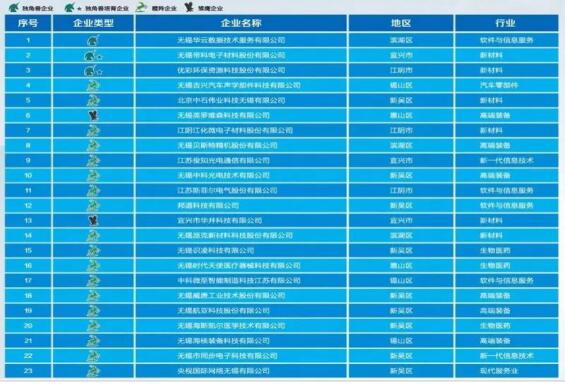 独角兽企业 独角兽培育企业 瞪羚企业 雏鹰企业
序号 企业类型 企业名称 地区 行业
1 无锡华云数据技术服务有限公司 滨湖区 软件与信息服务
2 无锡帝科电子材料股份有限公司 宜兴市 新材料
3 优彩环保资源科技股份有限公司 江阴市 新材料
4 无锡吉兴汽车声学部件科技有限公司 锡山区 汽车零部件
5 北京中石伟业科技无锡有限公司 新吴区 新材料
6 无锡英罗唯森科技有限公司 惠山区 高端装备
7 江阴江化微电子材料股份有限公司 江阴市 新材料
8 无锡贝斯特精机股份有限公司 滨湖区 高端装备
9 江苏俊知光电通信有限公司 宜兴市 新一代信息技术
10 无锡中科光电技术有限公司 新吴区 高端装备
11 江苏斯菲尔电气股份有限公司 江阴市 软件与信息服务
12 邦道科技有限公司 新吴区 软件与信息服务
13 宜兴市华井科技有限公司 宜兴市 新材料
14 无锡派克新材料科技股份有限公司 滨湖区 新材料
15 无锡识凌科技有限公司 新吴区 生物医药
16 无锡时代天使医疗器械科技有限公司 惠山区 生物医药
17 中科微至智能制造科技江苏有限公司 锡山区 软件与信息服务
18 无锡威唐工业技术股份有限公司 新吴区 高端装备
19 无锡航亚科技股份有限公司 新吴区 高端装备
20 无锡海斯凯尔医学技术有限公司 新吴区 生物医药
21 无锡海核装备科技有限公司 锡山区 高端装备
22 无锡市同步电子科技有限公司 新吴区 新一代信息技术
23 央视国际网络无锡有限公司 新吴区 现代服务业